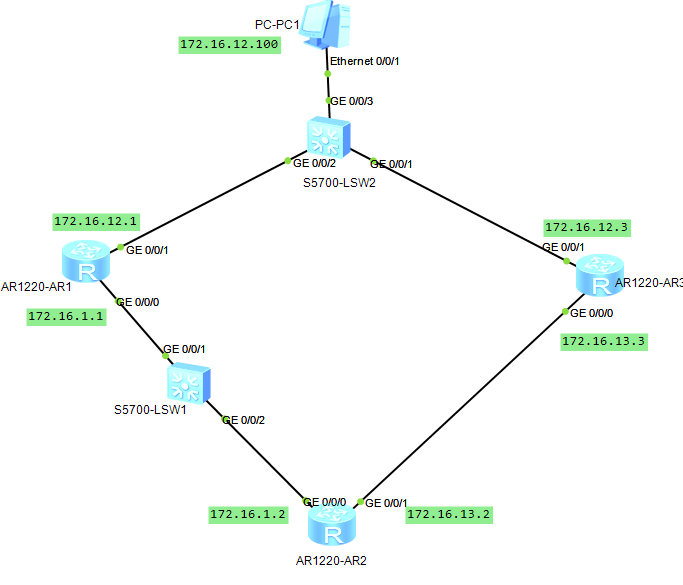 PC-PC1
172.16.12.100
Ethernet 0/0/1
GE 0/0/3
GE 0/0/2
GE 0/0/1
S5700-LSW2
172.16.12.1
172.16.12.3
GE 0/0/1
GE 0/0/1
R
R
AR1220-AR1
AR1220-AR3
GE 0/0/0
GE 0/0/0
172.16.1.1
172.16.13.3
GE 0/0/1
S5700-LSW1
GE 0/0/2
GE 0/0/0
GE 0/0/1
172.16.1.2
172.16.13.2
R
AR1220-AR2